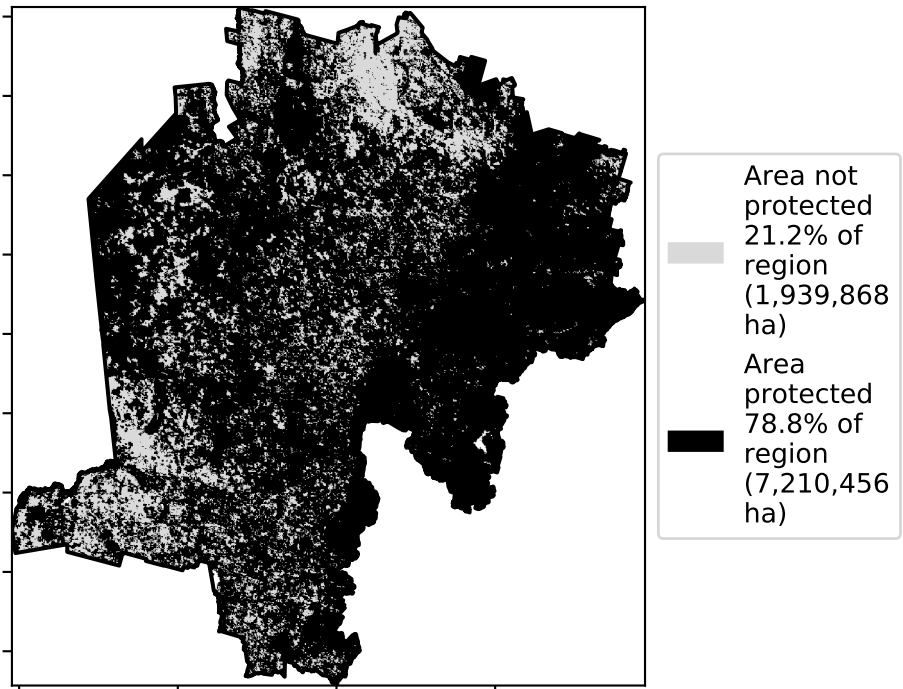 Area not
protected
21.2% of
region
(1,939,868
ha)
Area
protected
78.8% of
region
(7,210,456
ha)